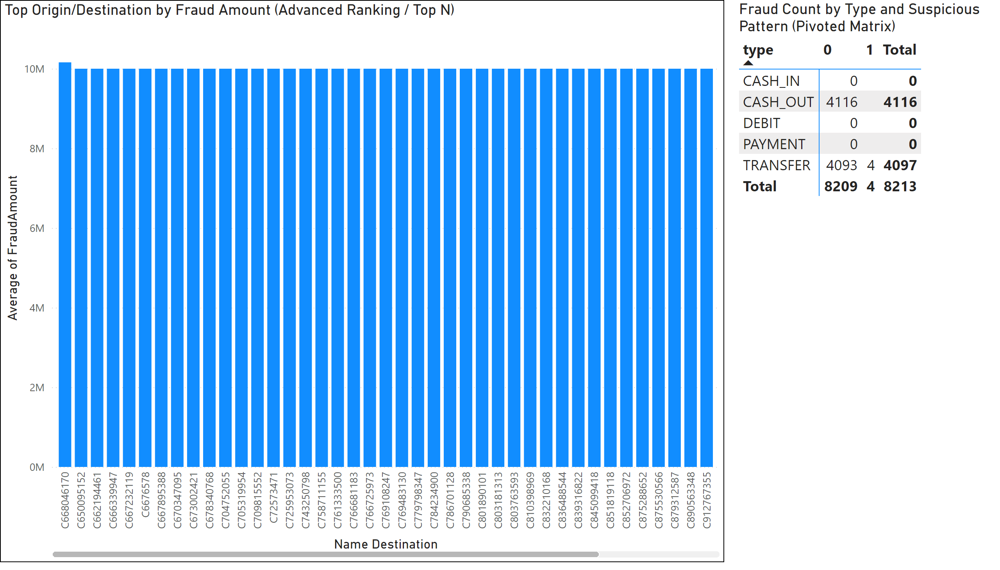 Top Origin/Destination by Fraud Amount (Advanced Ranking / Top N)
Average of FraudAmount
10M
8M
6M
4M
2M
0M
C668046170
C650095152
C662194461
C666339947
C667232119
C6676578
C667895388
C670347095
C673002421
C678340768
C704752055
C705319954
C709815552
C72573471
C725953073
C743250798
C758711155
C761333500
C766681183
C766725973
C769108247
C769483130
C779798347
C784234900
C786701128
C790685338
C801890101
C803181313
C803763593
C810398969
C832210168
C836488544
C839316822
C845099418
C851819118
C852706972
C875288652
C875530566
C879312587
C890563348
C912767355
Name Destination
Fraud Count by Type and Suspicious
Pattern (Pivoted Matrix)
type 0 1 Total
CASH_IN 0 0
CASH_OUT 4116 4116
DEBIT 0 0
PAYMENT 0 0
TRANSFER 4093 4 4097
Total 8209 4 8213